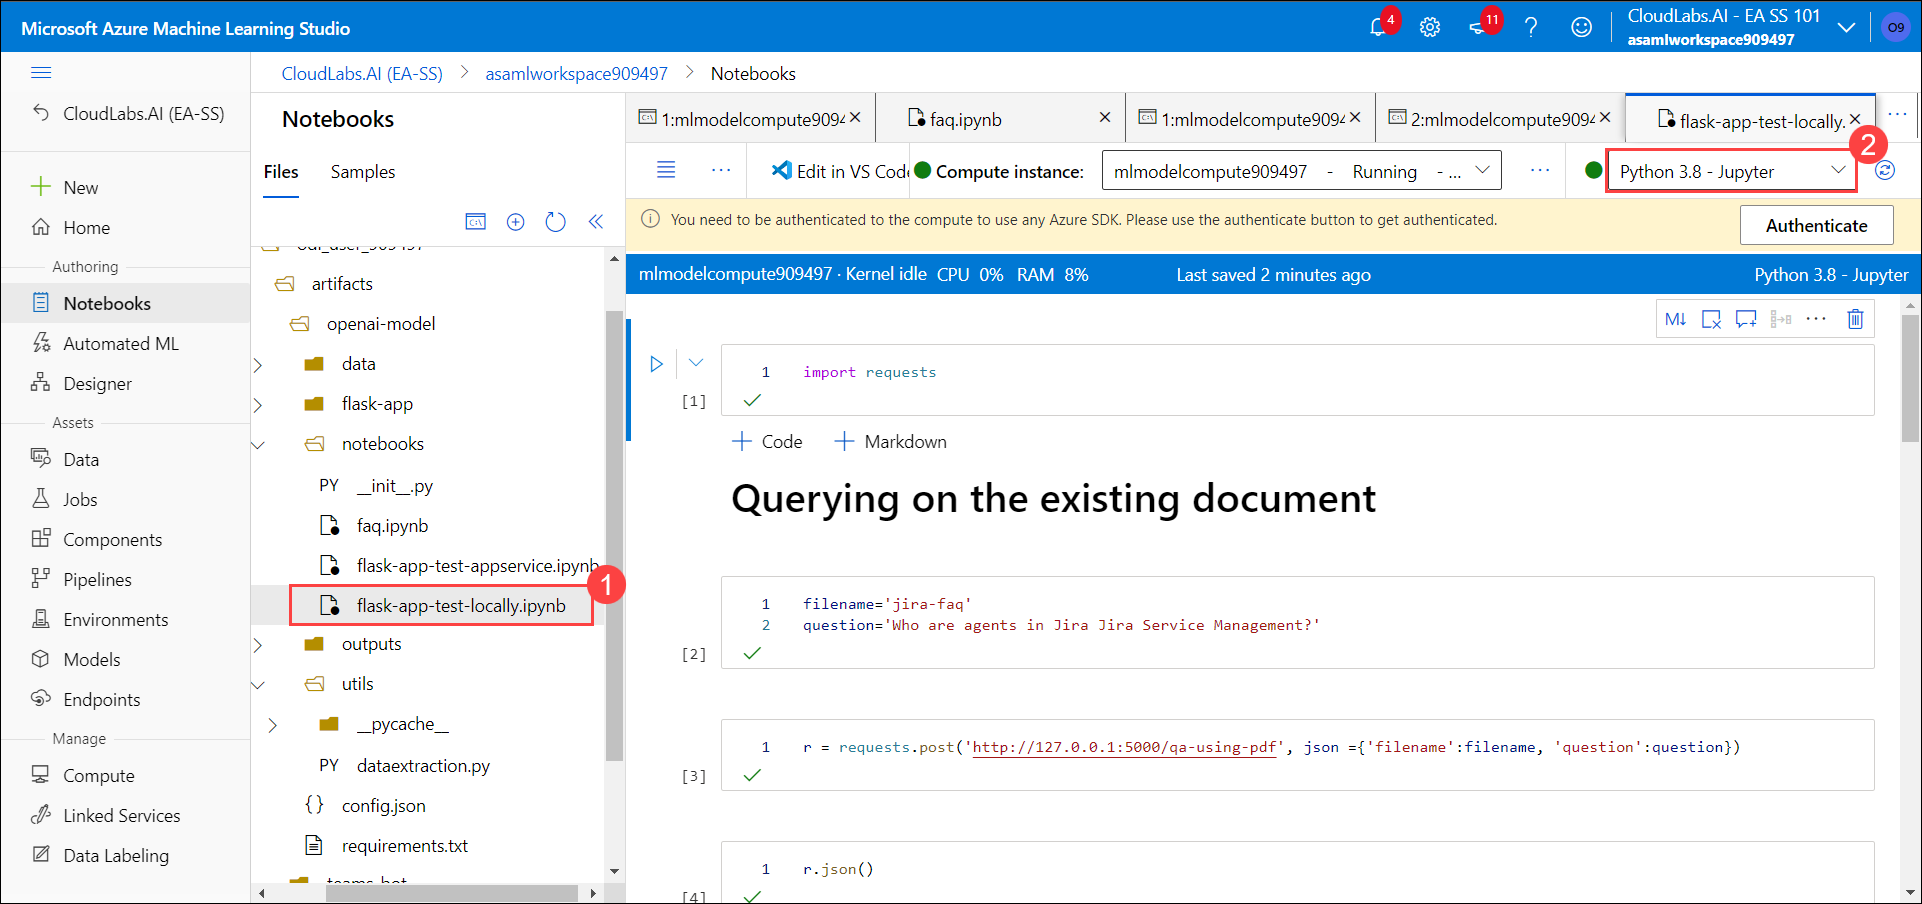 Microsoft Azure Machine Learning Studio
4
11
CloudLabs.AI - EA SS 101
asamlworkspace909497
O9
CloudLabs.AI (EA-SS)
New
Home
Authoring
Notebooks
Automated ML
Designer
Assets
Data
Jobs
Components
Pipelines
Environments
Models
Endpoints
Manage
Compute
Linked Services
Data Labeling
CloudLabs.AI (EA-SS) > asamlworkspace909497 > Notebooks
Notebooks
Files Samples
artifacts
openai-model
data
flask-app
notebooks
PY __init__.py
faq.ipynb
flask-app-test-appservice.ipynb
flask-app-test-locally.ipynb
1
outputs
utils
__pycache__
PY dataextraction.py
{} config.json
requirements.txt
1:mlmodelcompute909
faq.ipynb
1:mlmodelcompute909
2:mlmodelcompute909
flask-app-test-locally.
2
Edit in VS Code
Compute instance:
mlmodelcompute909497 - Running - ...
Python 3.8 - Jupyter
You need to be authenticated to the compute to use any Azure SDK. Please use the authenticate button to get authenticated.
Authenticate
mlmodelcompute909497 · Kernel idle CPU 0% RAM 8%
Last saved 2 minutes ago
Python 3.8 - Jupyter
M↓
1 import requests
[1]
+ Code + Markdown
Querying on the existing document
1 filename='jira-faq'
2 question='Who are agents in Jira Jira Service Management?'
[2]
1 r = requests.post('http://127.0.0.1:5000/qa-using-pdf', json ={'filename':filename, 'question':question})
[3]
1 r.json()
[4]